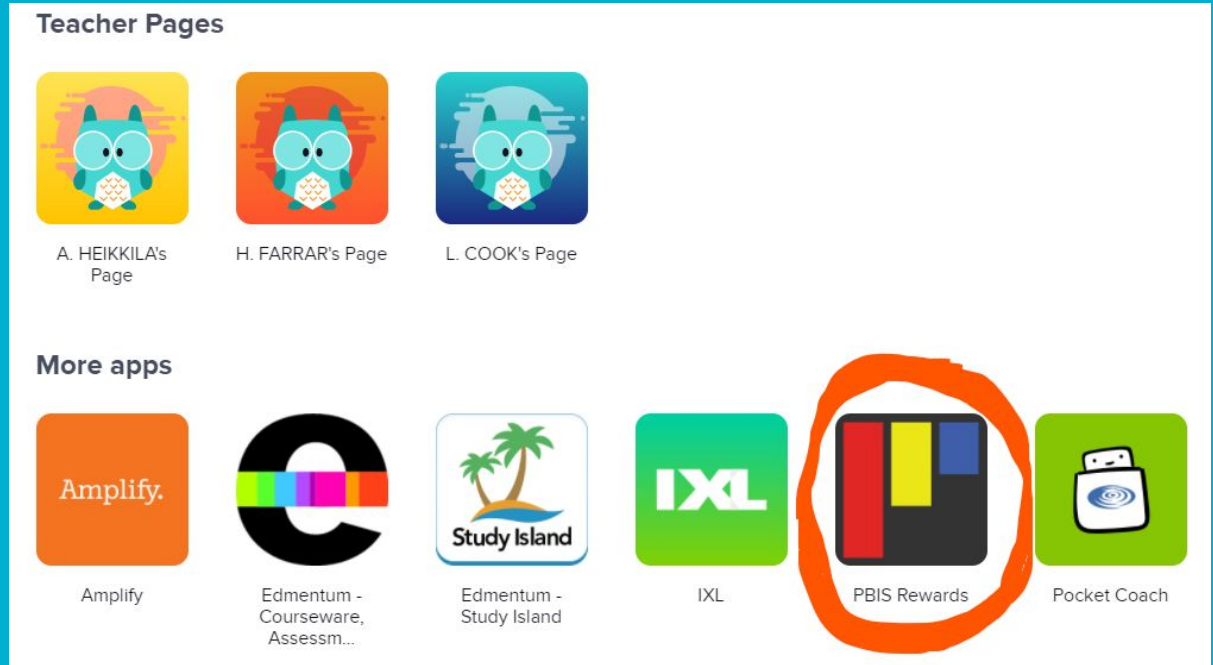 Teacher Pages
A. HEIKKILA's
Page
H. FARRAR's Page
L. COOK's Page
More apps
Amplify.
Study Island
IXL
Amplify
Edmentum -
Courseware,
Assessm...
Edmentum -
Study Island
IXL
PBIS Rewards
Pocket Coach